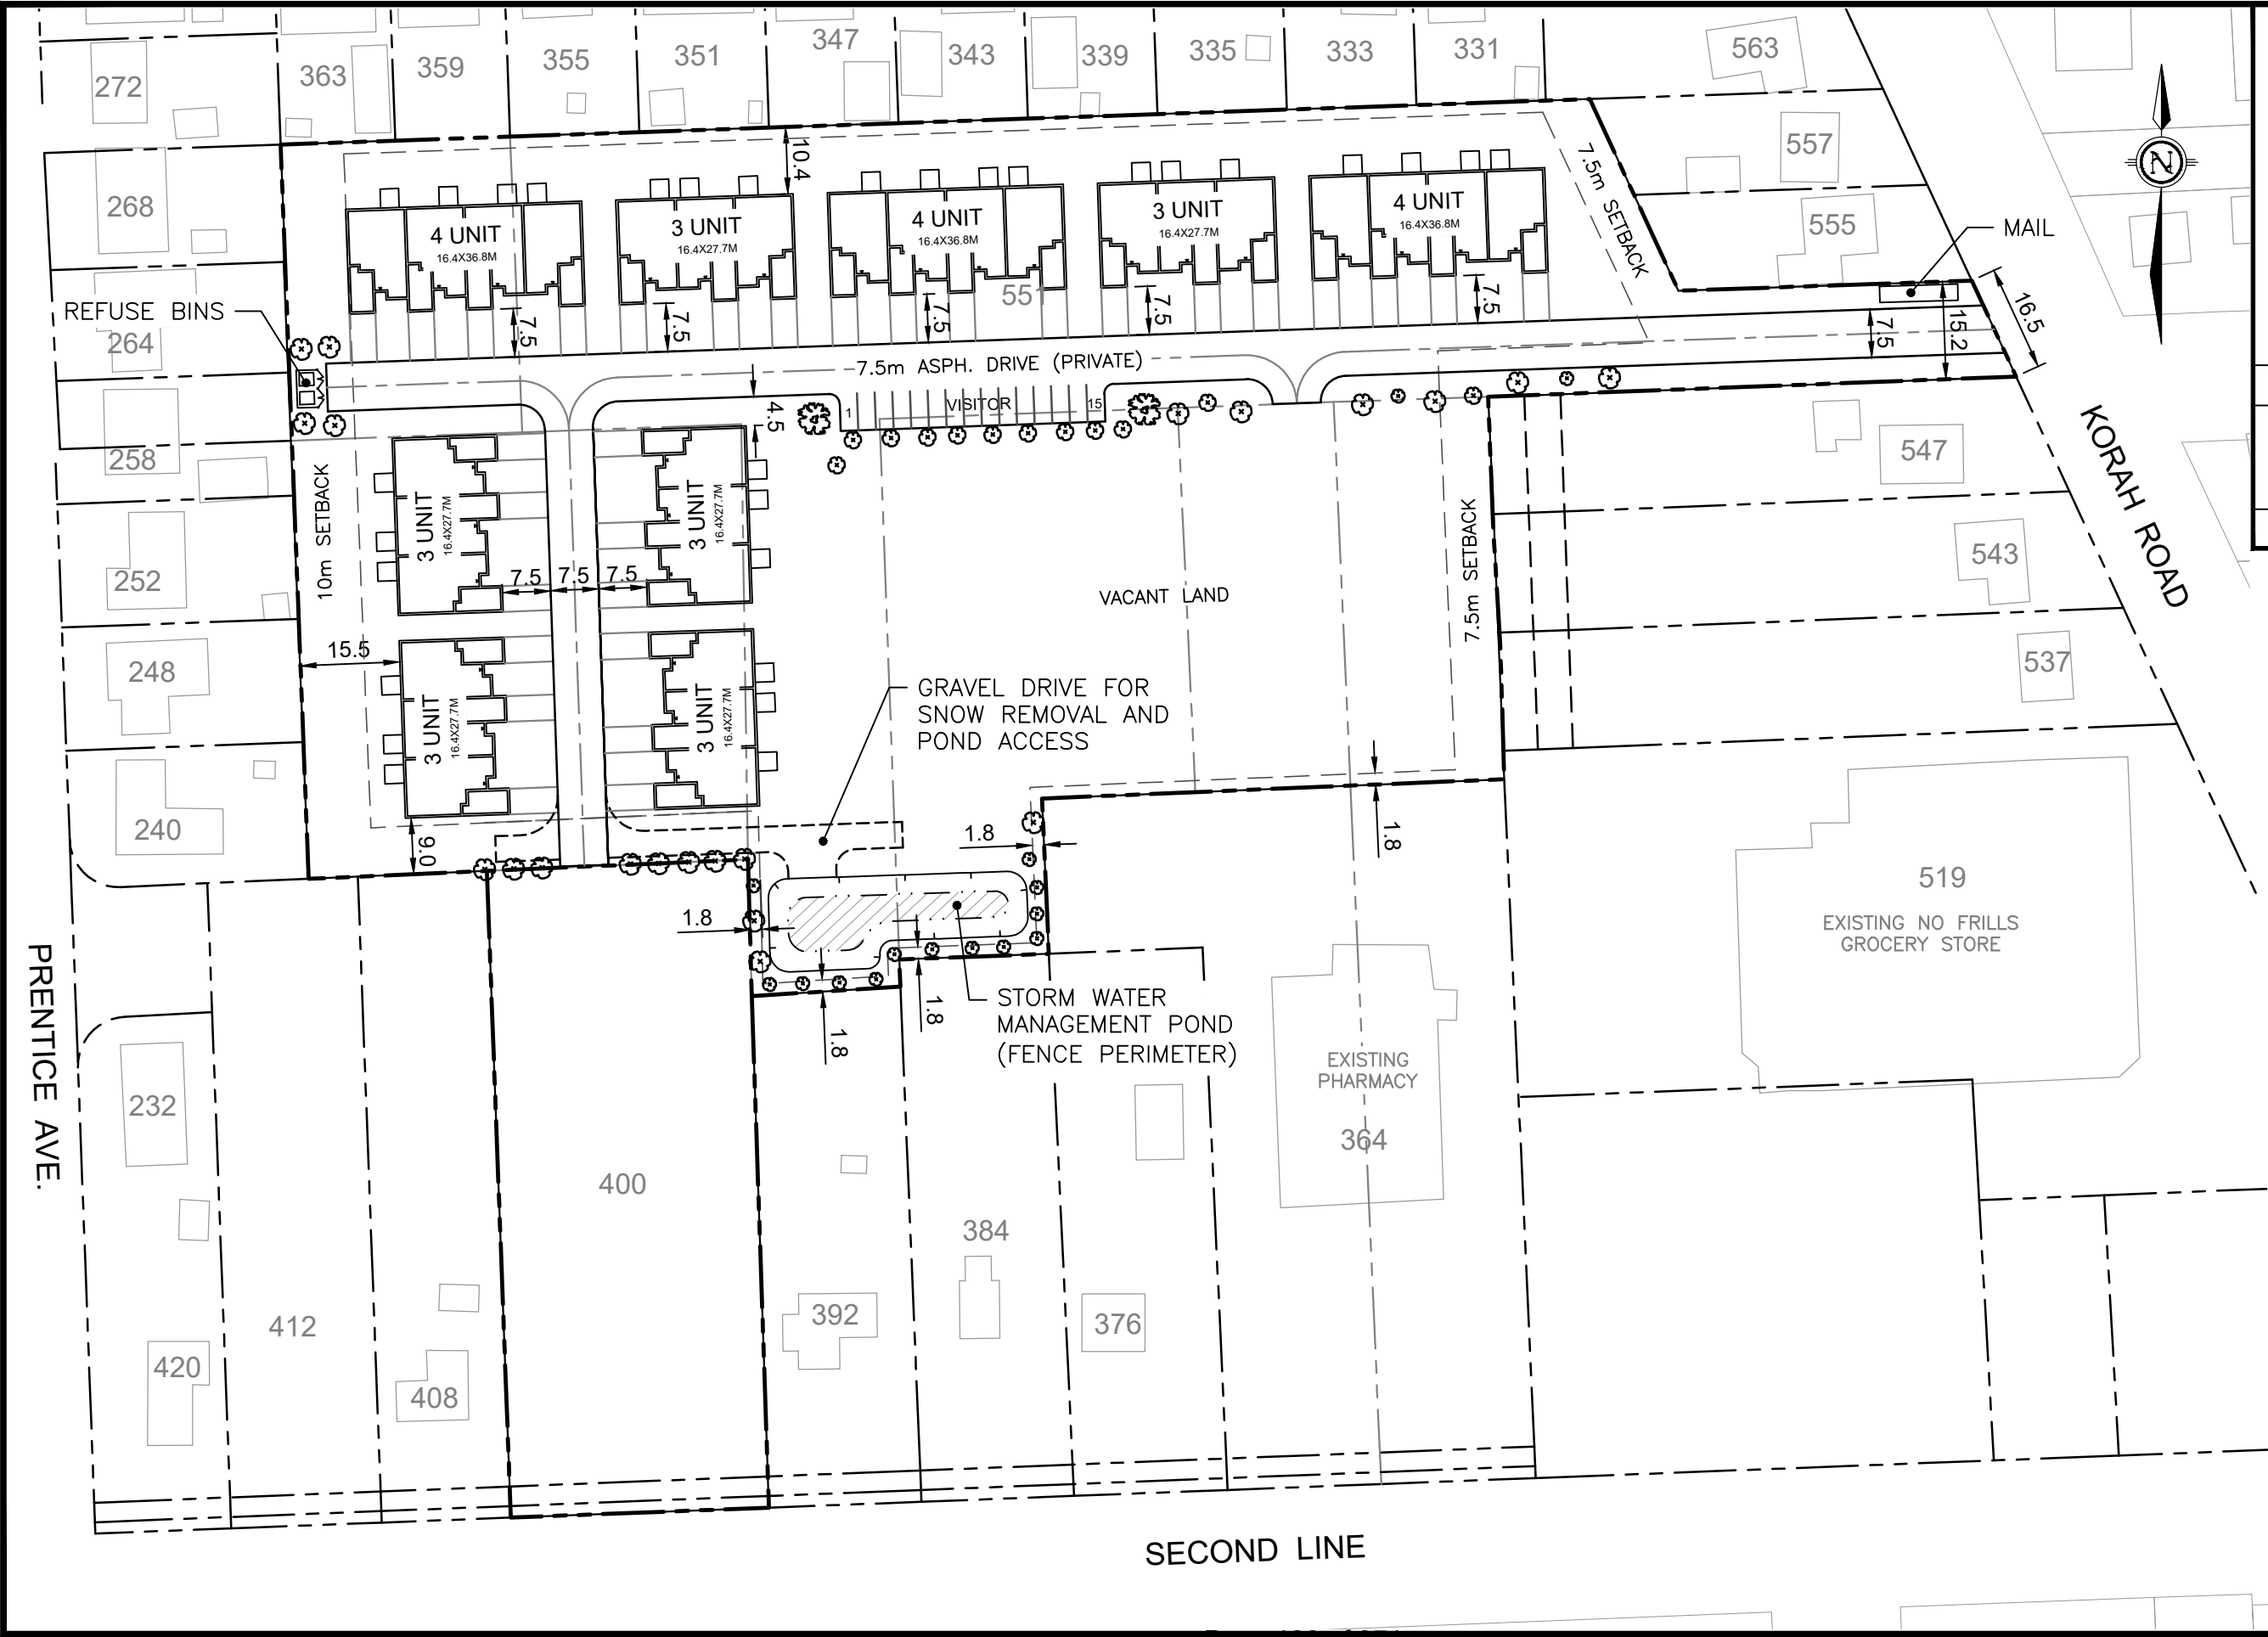 272
363
359
355
351
347
343
339
335
333
331
563
557
268
10.4
7.5m SETBACK
555
MAIL
4 UNIT
16.4X36.8M
3 UNIT
16.4X27.7M
4 UNIT
16.4X36.8M
3 UNIT
16.4X27.7M
4 UNIT
16.4X36.8M
551
REFUSE BINS
264
7.5
7.5
7.5
7.5
7.5
7.5
15.2
16.5
7.5m ASPH. DRIVE (PRIVATE)
4.5
1
VISITOR
15
KORAH ROAD
258
547
10m SETBACK
3 UNIT
16.4X27.7M
3 UNIT
16.4X27.7M
7.5m SETBACK
252
543
7.5
7.5
7.5
VACANT LAND
248
15.5
537
3 UNIT
16.4X27.7M
3 UNIT
16.4X27.7M
GRAVEL DRIVE FOR
SNOW REMOVAL AND
POND ACCESS
240
9.0
1.8
1.8
519
EXISTING NO FRILLS
GROCERY STORE
1.8
PRENTICE AVE.
STORM WATER
MANAGEMENT POND
(FENCE PERIMETER)
1.8
1.8
EXISTING
PHARMACY
364
232
400
384
412
392
376
420
408
SECOND LINE
N